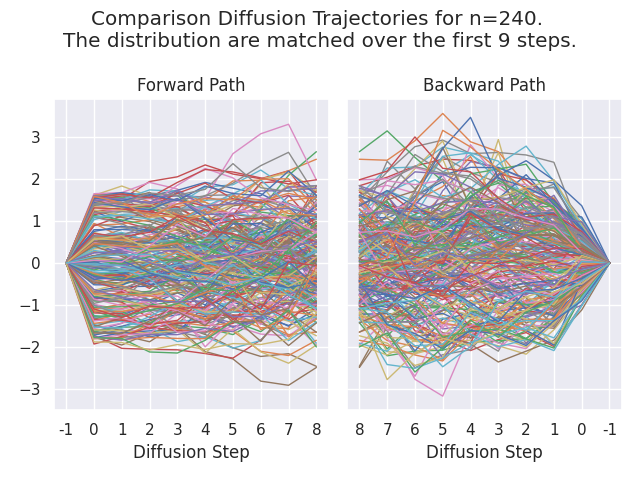 Comparison Diffusion Trajectories for n=240.
The distribution are matched over the first 9 steps.
Forward Path
Backward Path
3
2
1
0
−1
−2
−3
-1 0 1 2 3 4 5 6 7 8
8 7 6 5 4 3 2 1 0 -1
Diffusion Step
Diffusion Step